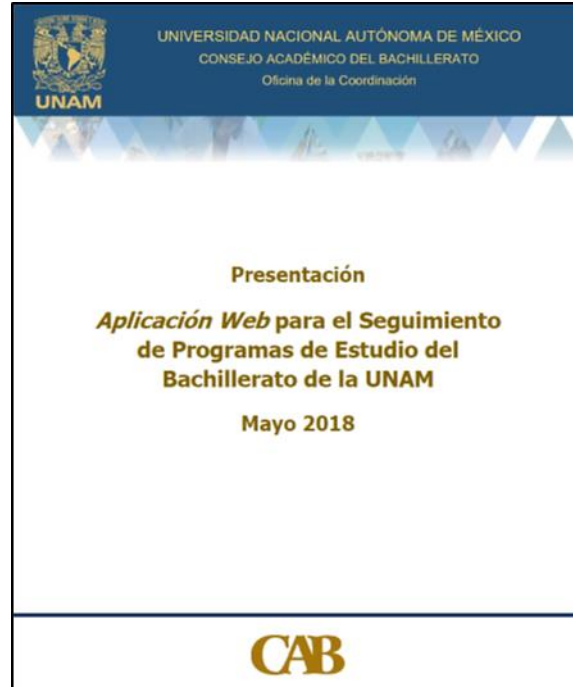 UNIVERSIDAD NACIONAL AUTÓNOMA DE MÉXICO
CONSEJO ACADÉMICO DEL BACHILLERATO
Oficina de la Coordinación
UNAM
Presentación
Aplicación Web para el Seguimiento
de Programas de Estudio del
Bachillerato de la UNAM
Mayo 2018
CAB